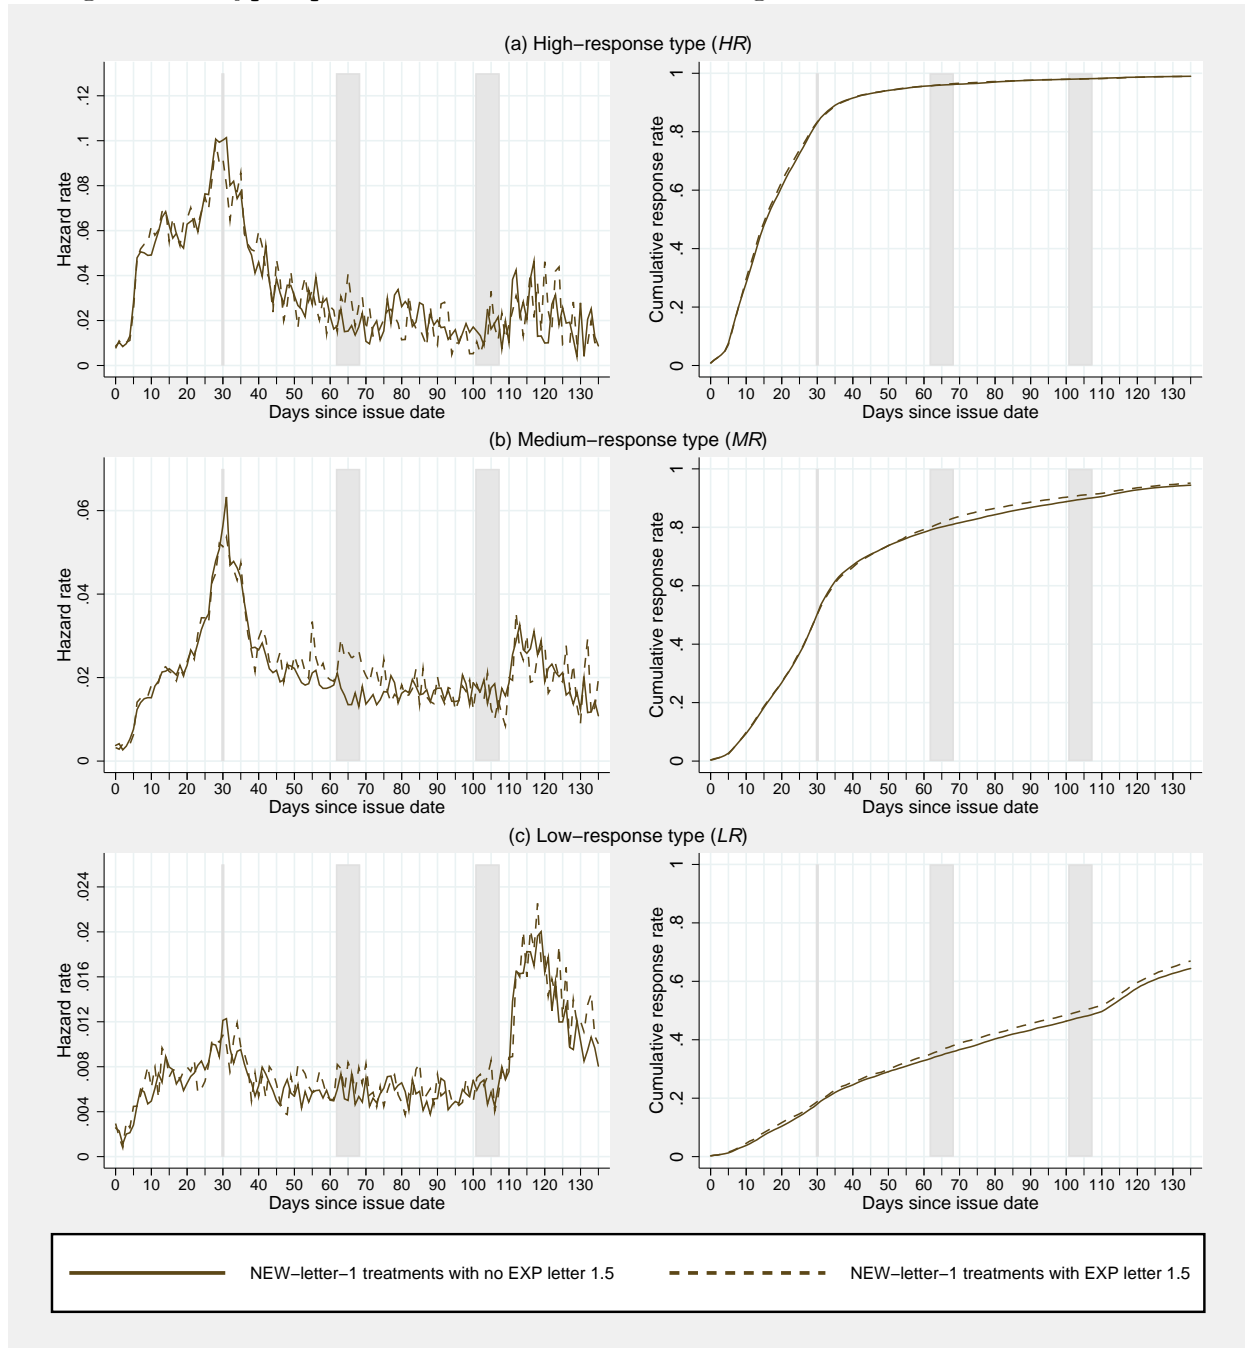 (a) High−response type (HR)
Hazard rate
0 .02 .04 .06 .08 .1 .12
0 10 20 30 40 50 60 70 80 90 100 110 120 130
Days since issue date
Cumulative response rate
0 .2 .4 .6 .8 1
0 10 20 30 40 50 60 70 80 90 100 110 120 130
Days since issue date
(b) Medium−response type (MR)
Hazard rate
0 .02 .04 .06
0 10 20 30 40 50 60 70 80 90 100 110 120 130
Days since issue date
Cumulative response rate
0 .2 .4 .6 .8 1
0 10 20 30 40 50 60 70 80 90 100 110 120 130
Days since issue date
(c) Low−response type (LR)
Hazard rate
0 .004 .008 .012 .016 .02 .024
0 10 20 30 40 50 60 70 80 90 100 110 120 130
Days since issue date
Cumulative response rate
0 .2 .4 .6 .8 1
0 10 20 30 40 50 60 70 80 90 100 110 120 130
Days since issue date
NEW−letter−1 treatments with no EXP letter 1.5
NEW−letter−1 treatments with EXP letter 1.5